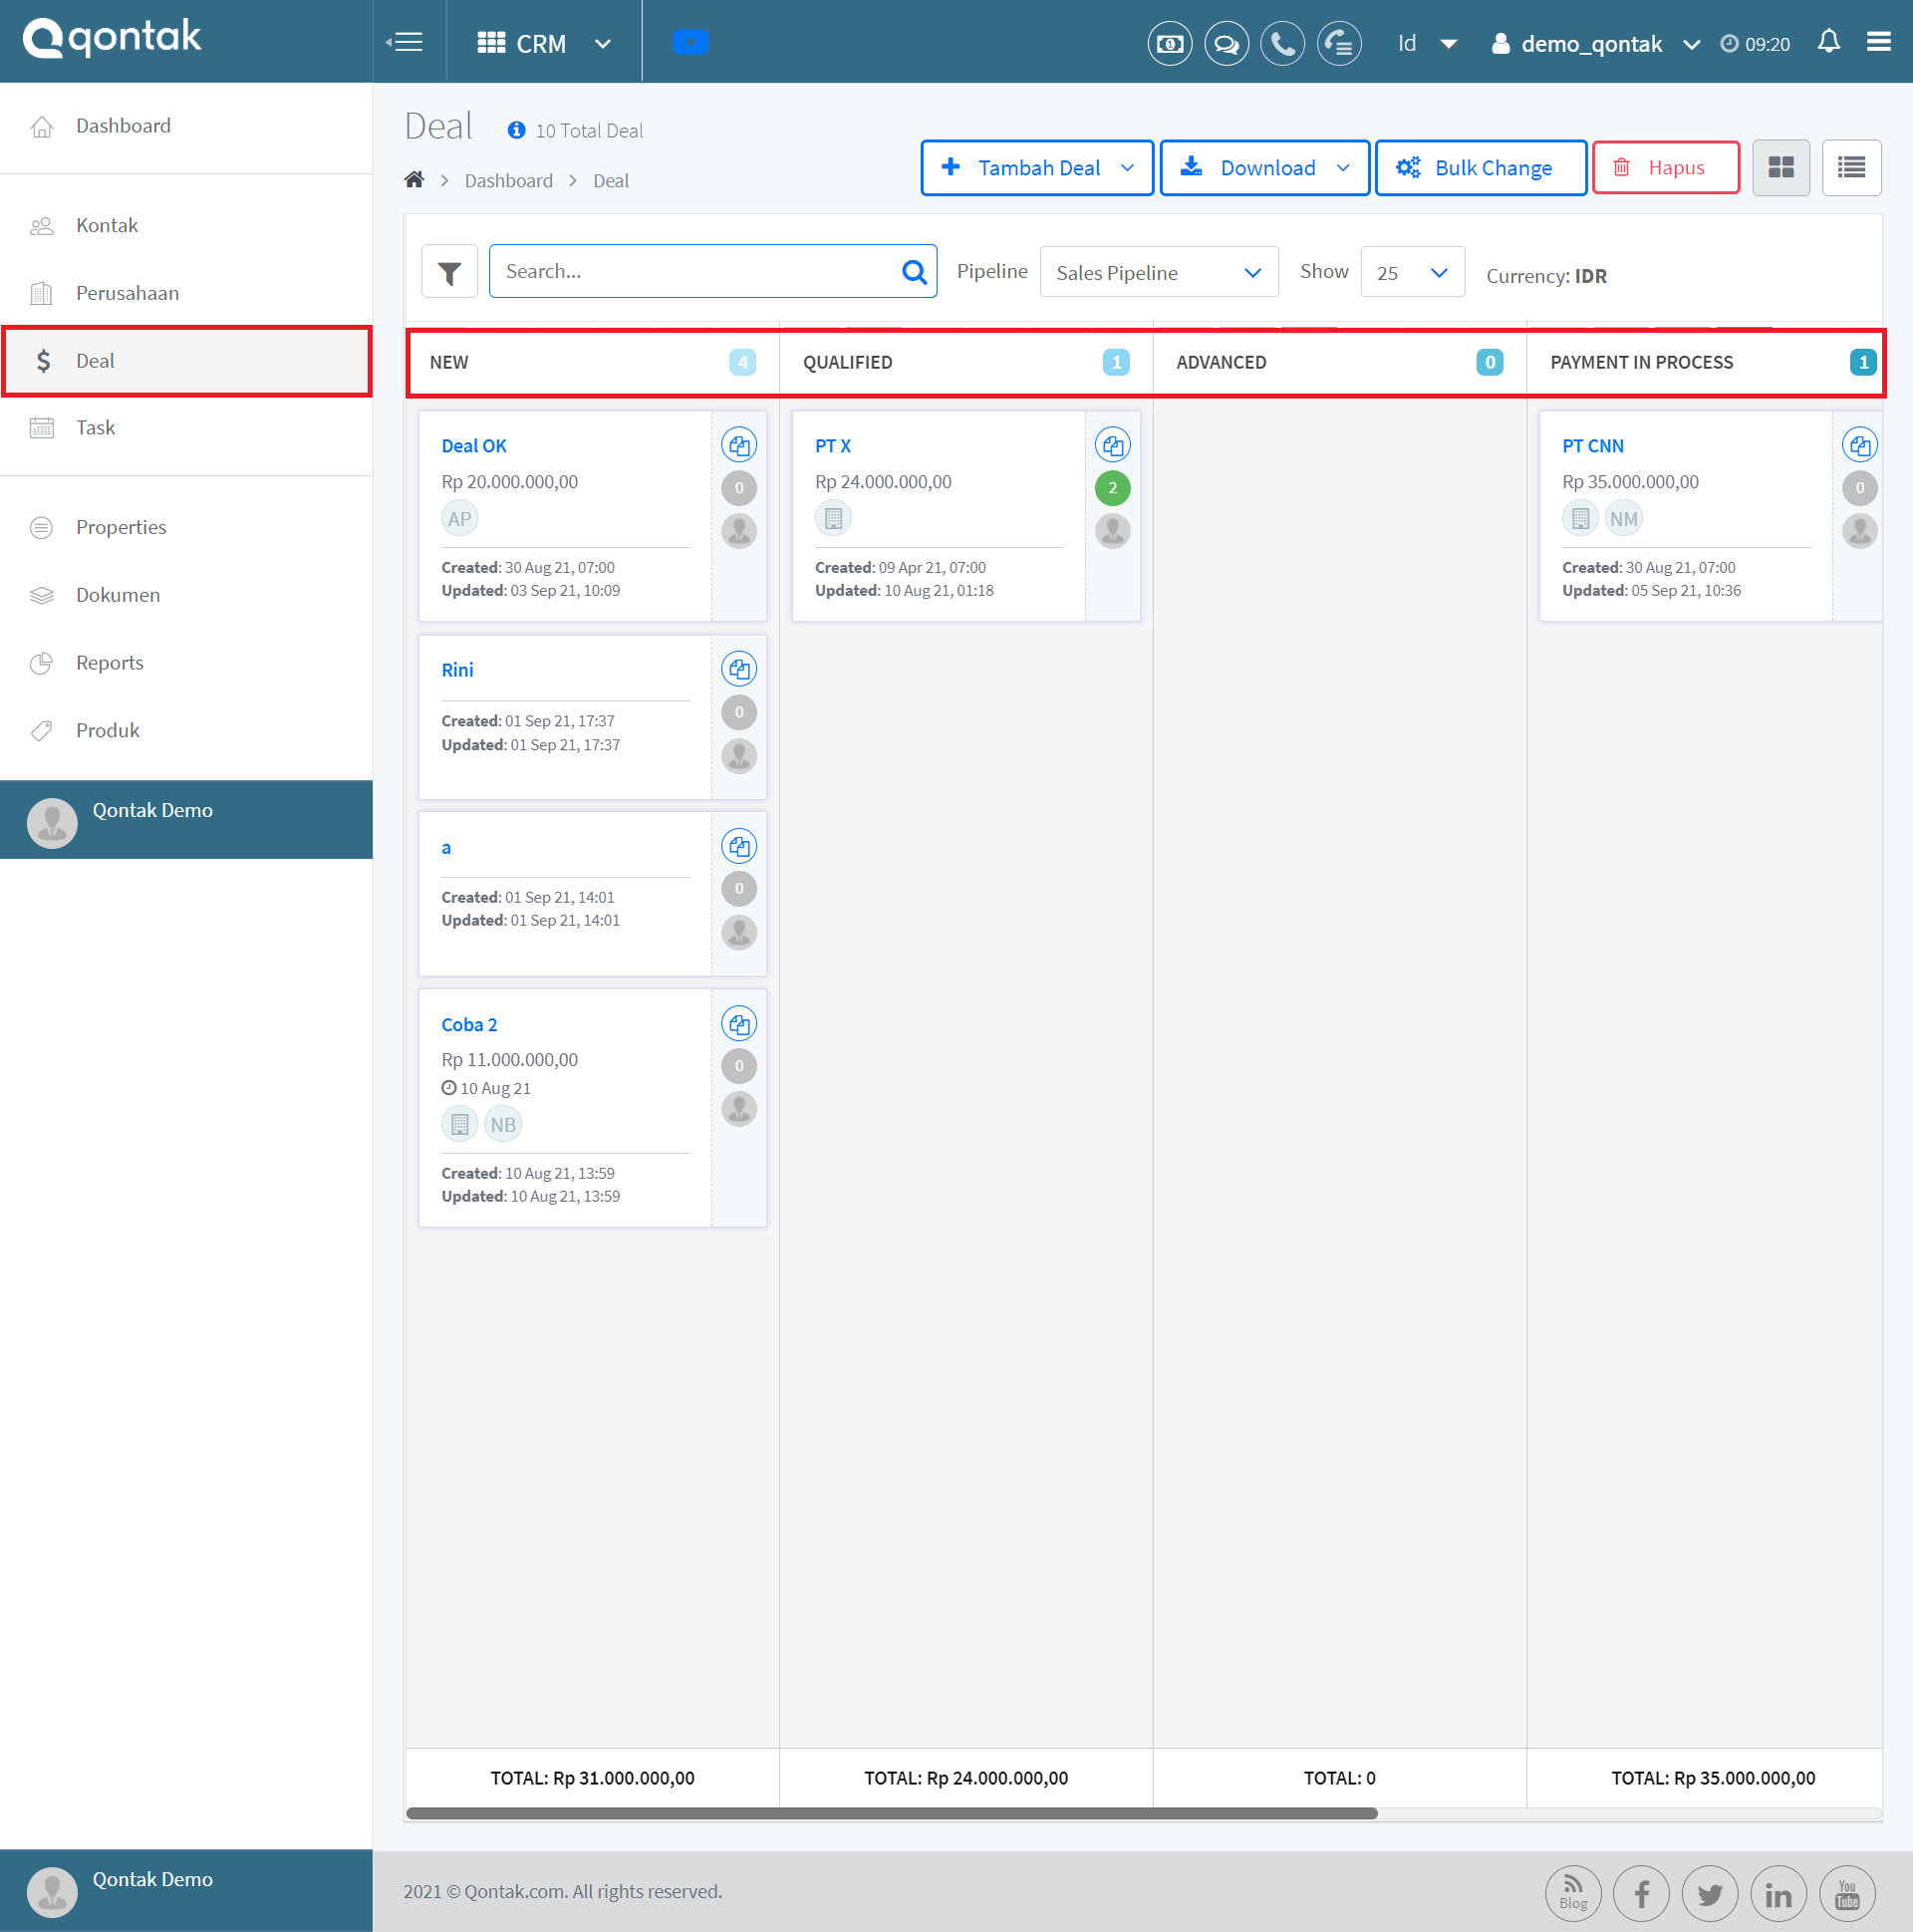 qontak
CRM
Id
demo_qontak
09:20
Dashboard
Kontak
Perusahaan
Deal
Task
Properties
Dokumen
Reports
Produk
Qontak Demo
Deal
10 Total Deal
Dashboard > Deal
Tambah Deal
Download
Bulk Change
Hapus
Search...
Pipeline
Sales Pipeline
Show
25
Currency: IDR
NEW 4
QUALIFIED 1
ADVANCED 0
PAYMENT IN PROCESS 1
Deal OK
Rp 20.000.000,00
AP
0
Created: 30 Aug 21, 07:00
Updated: 03 Sep 21, 10:09
Rini
0
Created: 01 Sep 21, 17:37
Updated: 01 Sep 21, 17:37
a
0
Created: 01 Sep 21, 14:01
Updated: 01 Sep 21, 14:01
Coba 2
Rp 11.000.000,00
10 Aug 21
NB
0
Created: 10 Aug 21, 13:59
Updated: 10 Aug 21, 13:59
PT X
Rp 24.000.000,00
2
Created: 09 Apr 21, 07:00
Updated: 10 Aug 21, 01:18
PT CNN
Rp 35.000.000,00
NM
0
Created: 30 Aug 21, 07:00
Updated: 05 Sep 21, 10:36
TOTAL: Rp 31.000.000,00
TOTAL: Rp 24.000.000,00
TOTAL: 0
TOTAL: Rp 35.000.000,00
Qontak Demo
2021 © Qontak.com. All rights reserved.
Blog
You
Tube